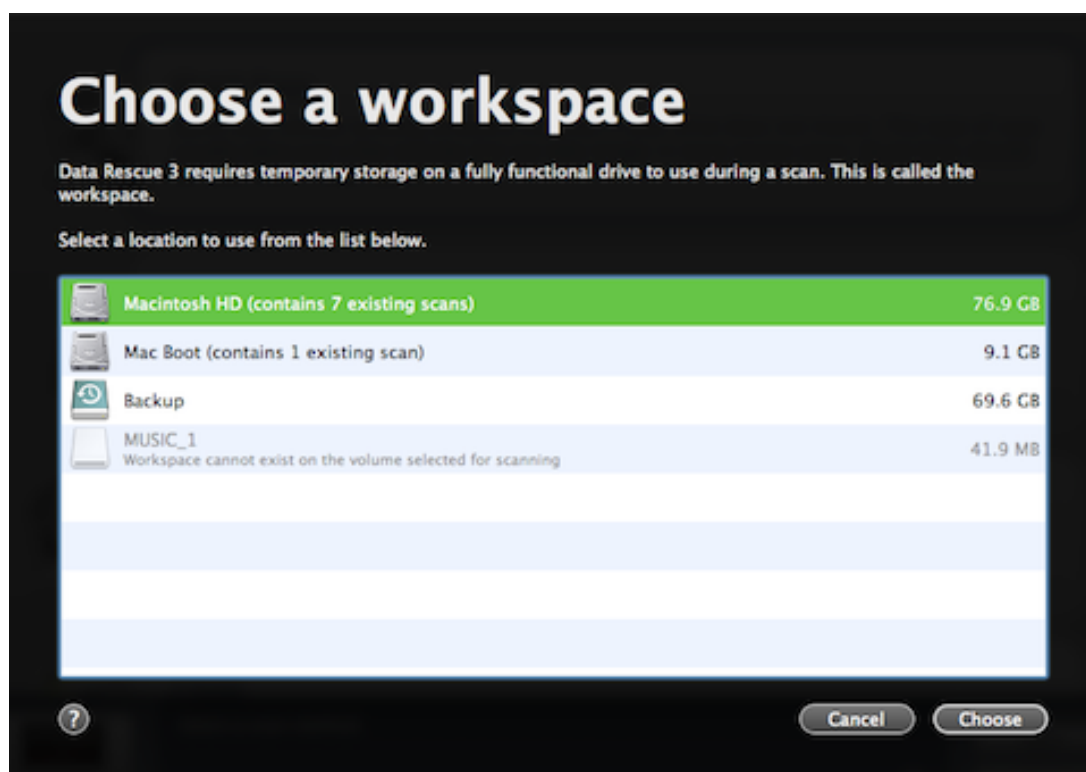 Choose a workspace
Data Rescue 3 requires temporary storage on a fully functional drive to use during a scan. This is called the
workspace.
Select a location to use from the list below.
Macintosh HD (contains 7 existing scans) 76.9 GB
Mac Boot (contains 1 existing scan) 9.1 GB
Backup 69.6 GB
MUSIC_1
Workspace cannot exist on the volume selected for scanning 41.9 MB
? Cancel Choose